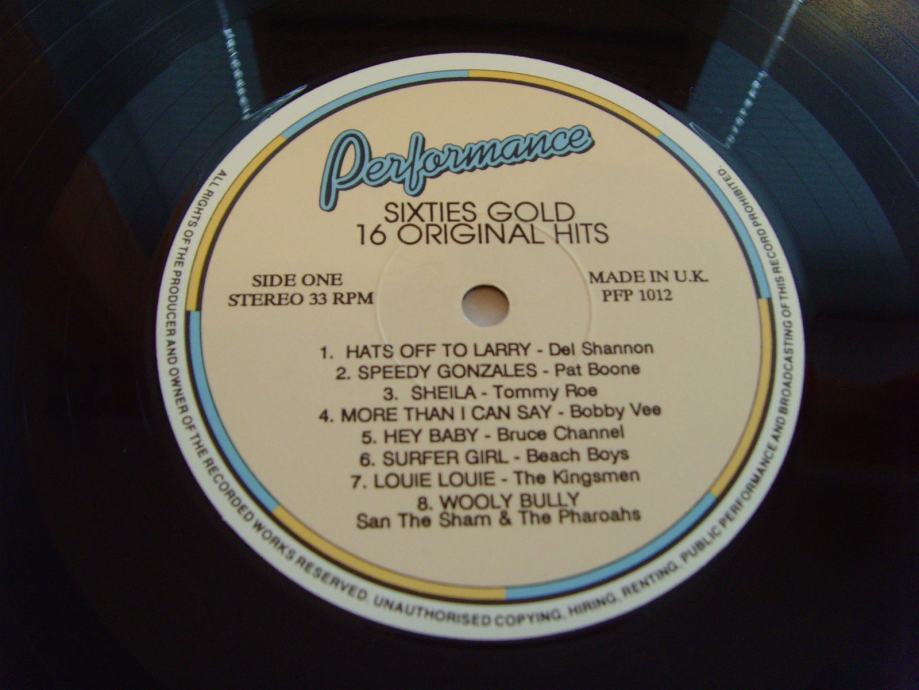 Performance
SIXTIES GOLD
16 ORIGINAL HITS
SIDE ONE
STEREO 33 RPM
MADE IN U.K.
PFP 1012
1. HATS OFF TO LARRY - Del Shannon
2. SPEEDY GONZALES - Pat Boone
3. SHEILA - Tommy Roe
4. MORE THAN I CAN SAY - Bobby Vee
5. HEY BABY - Bruce Channel
6. SURFER GIRL - Beach Boys
7. LOUIE LOUIE - The Kingsmen
8. WOOLY BULLY
San The Sham & The Pharoahs
ALL RIGHTS OF THE PRODUCER AND OWNER OF THE RECORDED WORKS RESERVED. UNAUTHORISED COPYING, HIRING, RENTING, PUBLIC PERFORMANCE AND BROADCASTING OF THIS RECORD PROHIBITED.